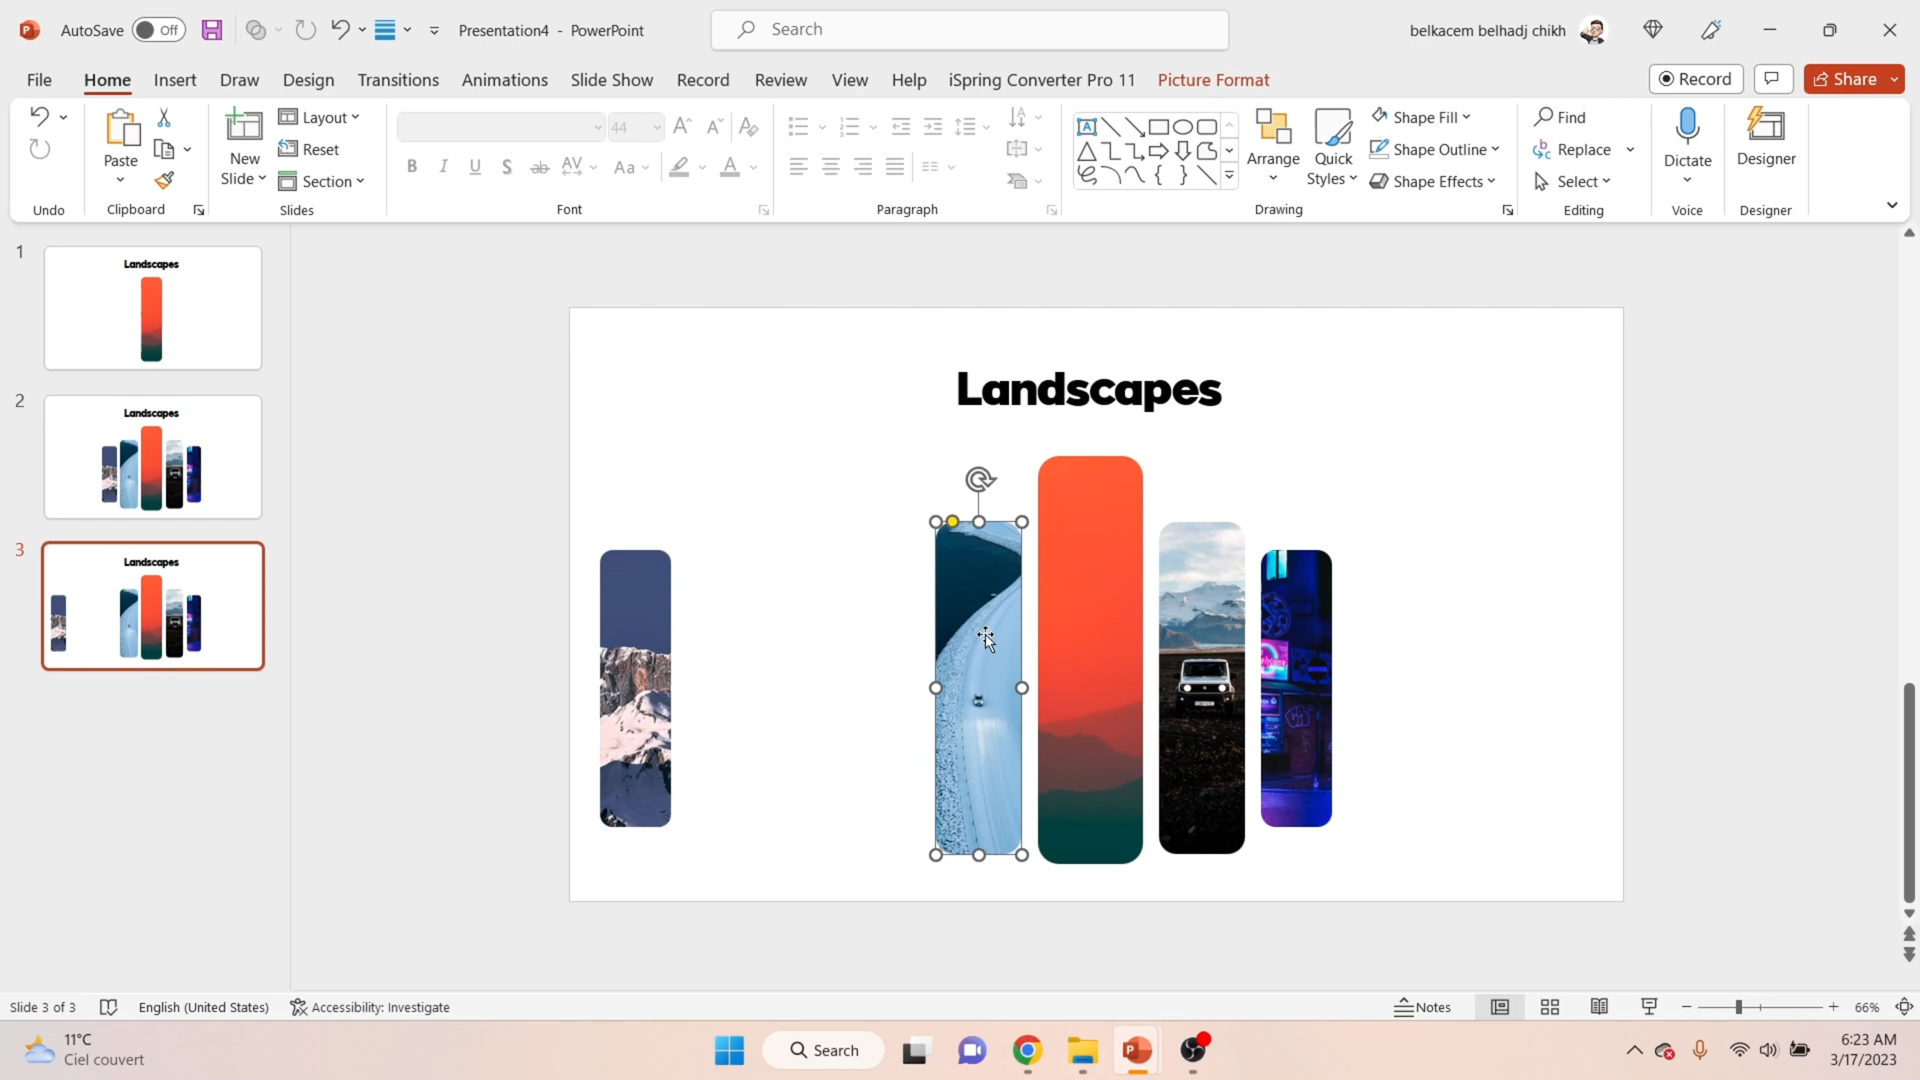 AutoSave
Off
Presentation4 - PowerPoint
Search
belkacem belhadj chikh
File
Home
Insert
Draw
Design
Transitions
Animations
Slide Show
Record
Review
View
Help
iSpring Converter Pro 11
Picture Format
Record
Share
Undo
Paste
Clipboard
New
Slide
Layout
Reset
Section
Slides
44
Font
Paragraph
Arrange
Quick
Styles
Shape Fill
Shape Outline
Shape Effects
Drawing
Find
Replace
Select
Editing
Dictate
Voice
Designer
Designer
1
Landscapes
2
Landscapes
3
Landscapes
Landscapes
Slide 3 of 3
English (United States)
Accessibility: Investigate
Notes
66%
11°C
Ciel couvert
Search
6:23 AM
3/17/2023